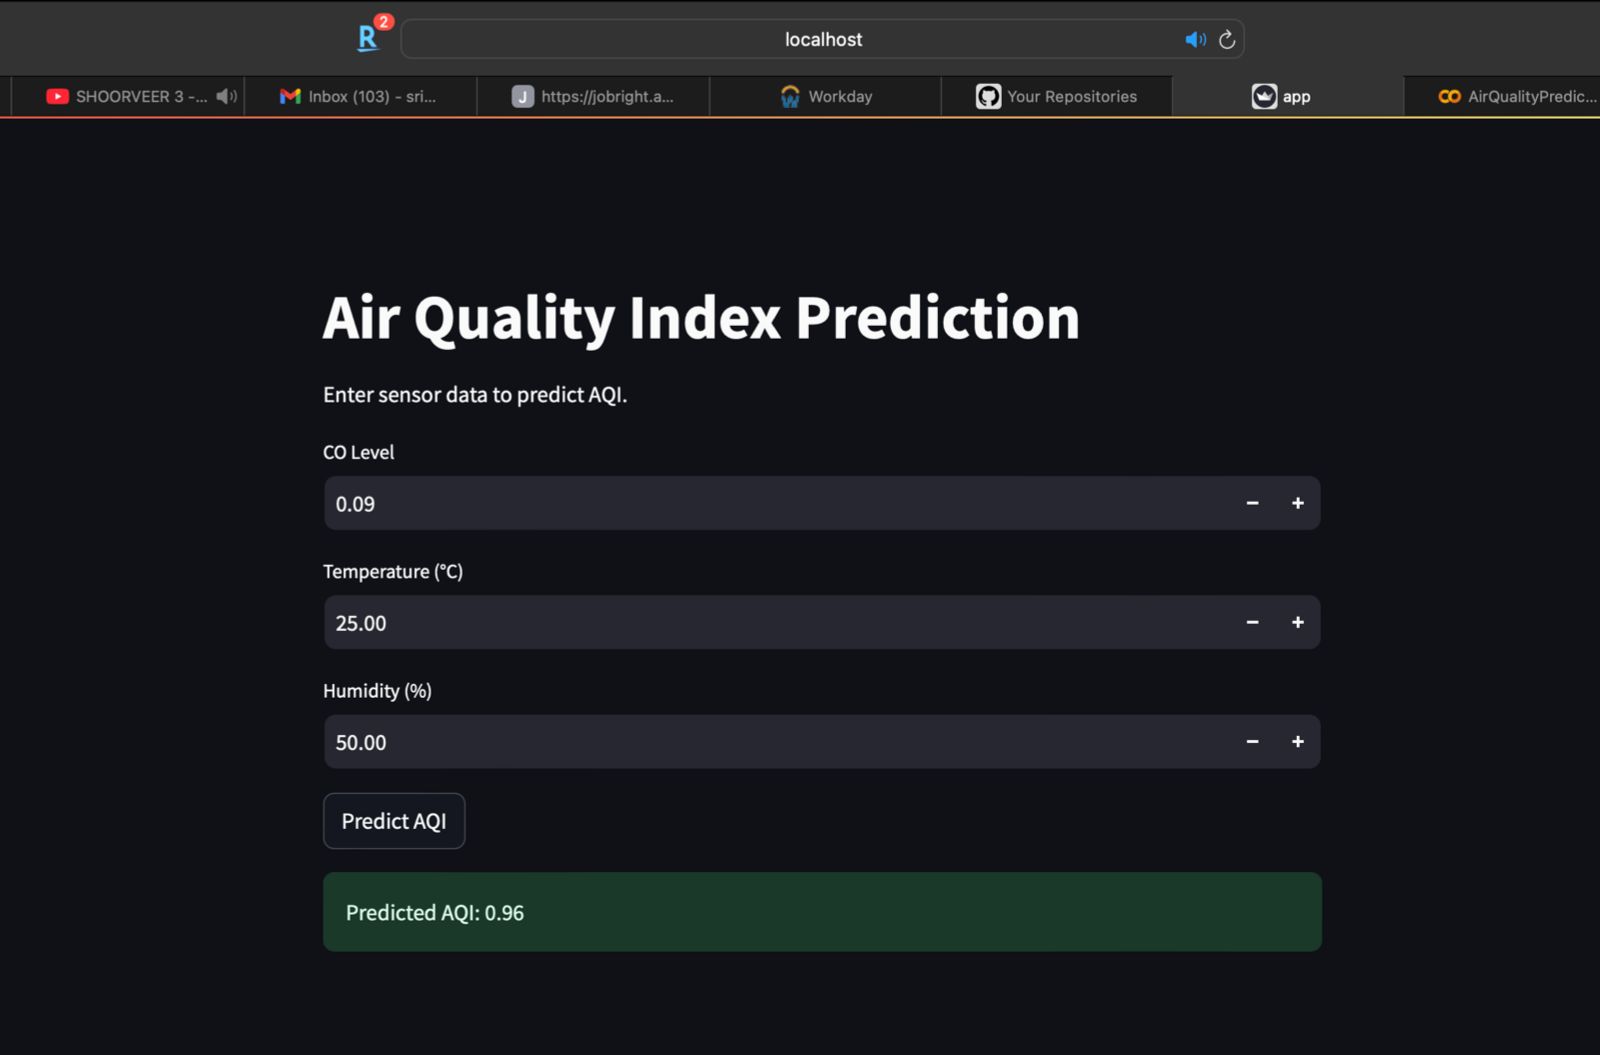 R 2
localhost
SHOORVEER 3 -...
Inbox (103) - sri...
J https://jobright.a...
Workday
Your Repositories
app
AirQualityPredic...
Air Quality Index Prediction
Enter sensor data to predict AQI.
CO Level
0.09 − +
Temperature (°C)
25.00 − +
Humidity (%)
50.00 − +
Predict AQI
Predicted AQI: 0.96